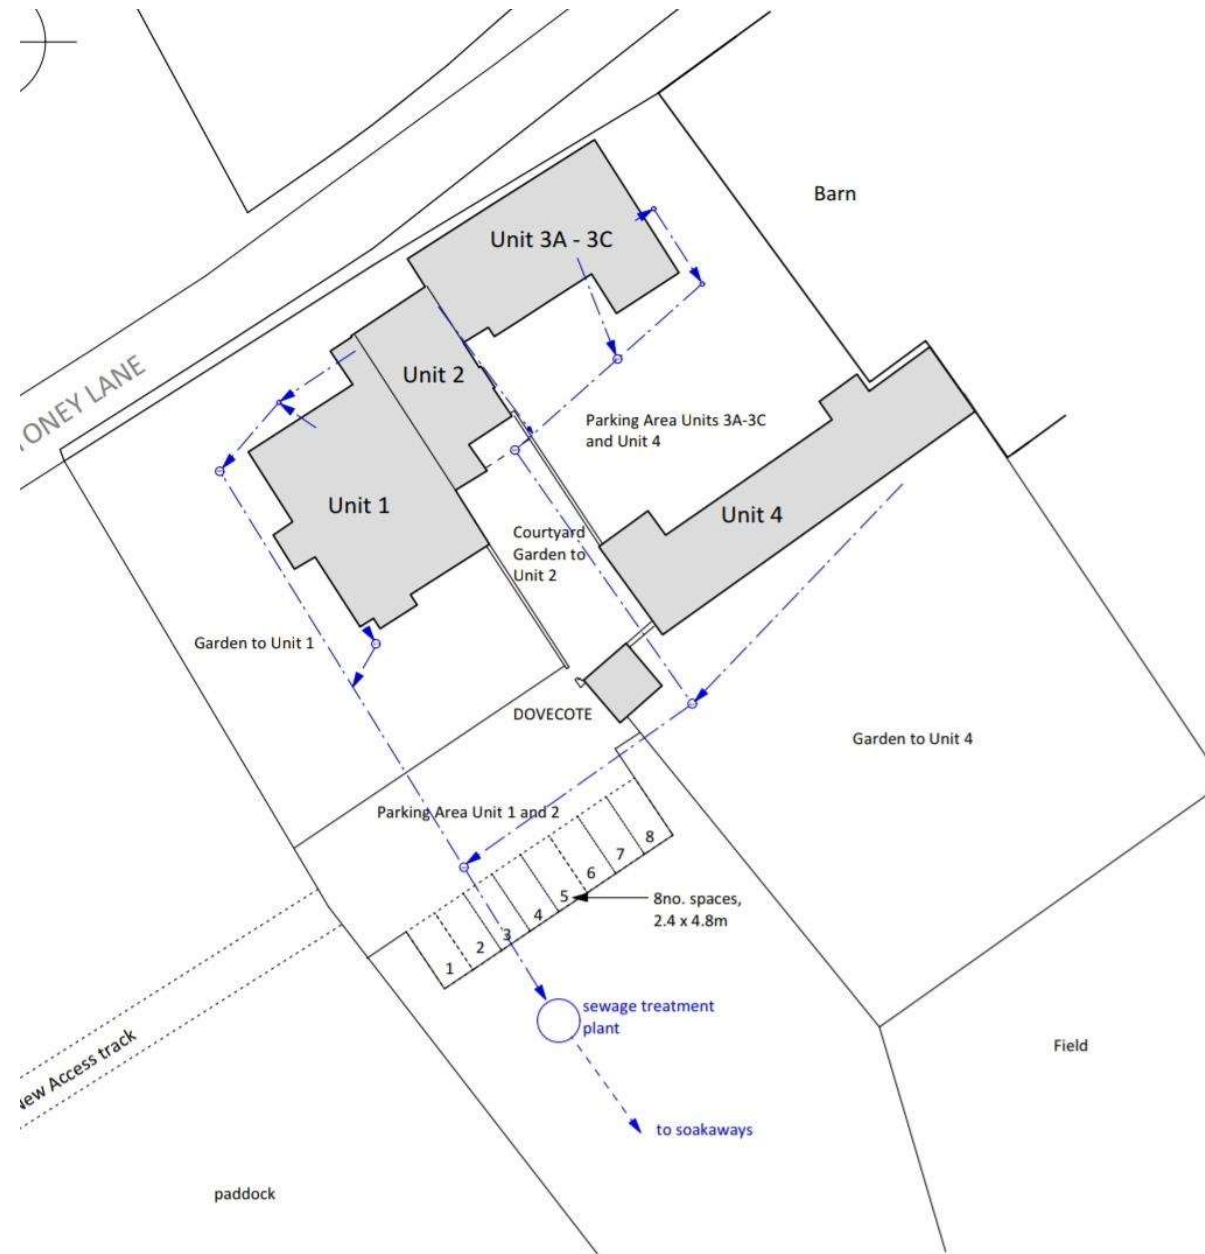 Barn
Unit 3A - 3C
TONEY LANE
Unit 2
Parking Area Units 3A-3C
and Unit 4
Unit 1
Unit 4
Courtyard
Garden to
Unit 2
Garden to Unit 1
DOVECOTE
Garden to Unit 4
Parking Area Unit 1 and 2
8
7
6
5
4
3
2
1
8no. spaces,
2.4 x 4.8m
sewage treatment
plant
New Access track
Field
to soakaways
paddock